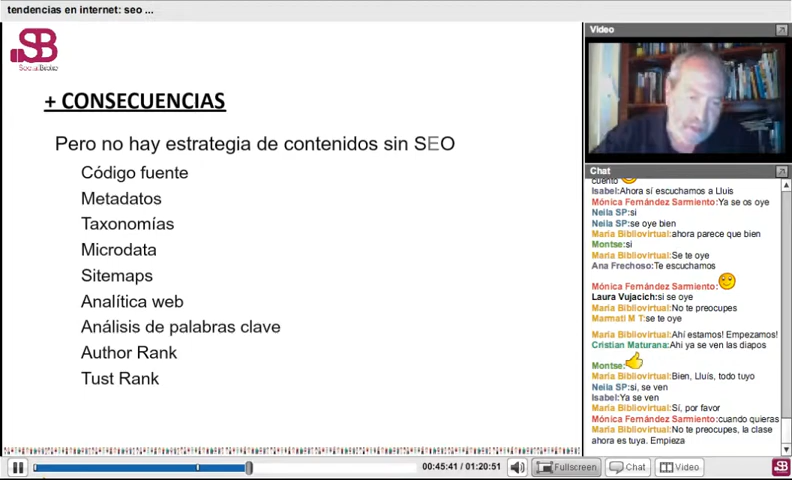 tendencias en internet: seo ...
SB
Social Biblio
+ CONSECUENCIAS
Pero no hay estrategia de contenidos sin SEO
Código fuente
Metadatos
Taxonomías
Microdata
Sitemaps
Analítica web
Análisis de palabras clave
Author Rank
Tust Rank
Video
Chat
cuento
Isabel:Ahora sí escuchamos a Lluis
Mónica Fernández Sarmiento:Ya se os oye
Neila SP:si
Neila SP:se oye bien
María Bibliovirtual:ahora parece que bien
Montse:si
María Bibliovirtual:Se te oye
Ana Frechoso:Te escuchamos
Mónica Fernández Sarmiento:
Laura Vujacich:si se oye
María Bibliovirtual:No te preocupes
Marmatl M T:se te oye
María Bibliovirtual:Ahí estamos! Empezamos!
Cristian Maturana:Ahi ya se ven las diapos
Montse:
María Bibliovirtual:Bien, Lluís, todo tuyo
Neila SP:si, se ven
Isabel:Ya se ven
María Bibliovirtual:Sí, por favor
Mónica Fernández Sarmiento:cuando quieras
María Bibliovirtual:No te preocupes, la clase
ahora es tuya. Empieza
00:45:41 / 01:20:51
Fullscreen
Chat
Video
SB